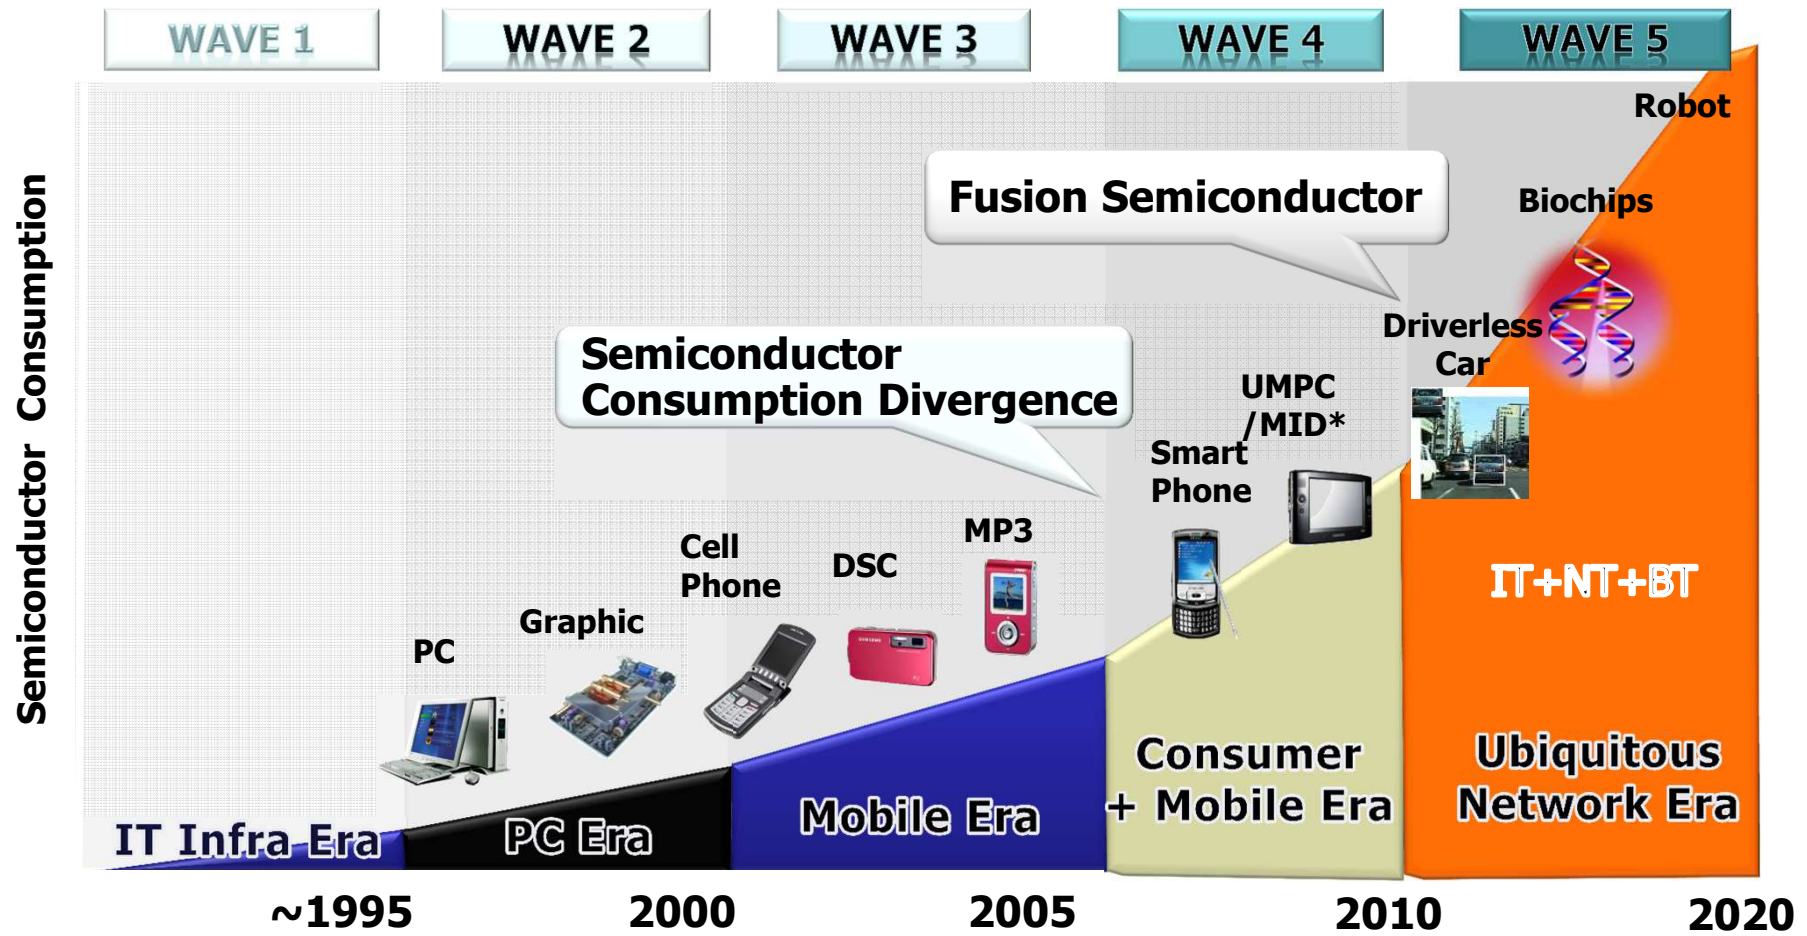 WAVE 1
WAVE 2
WAVE 3
WAVE 4
WAVE 5
Semiconductor Consumption
Robot
Fusion Semiconductor
Biochips
Driverless
Car
Semiconductor
Consumption Divergence
UMPC
/MID*
Smart
Phone
MP3
Cell
Phone
DSC
Graphic
PC
IT+NT+BT
IT Infra Era
PC Era
Mobile Era
Consumer
+ Mobile Era
Ubiquitous
Network Era
~1995
2000
2005
2010
2020